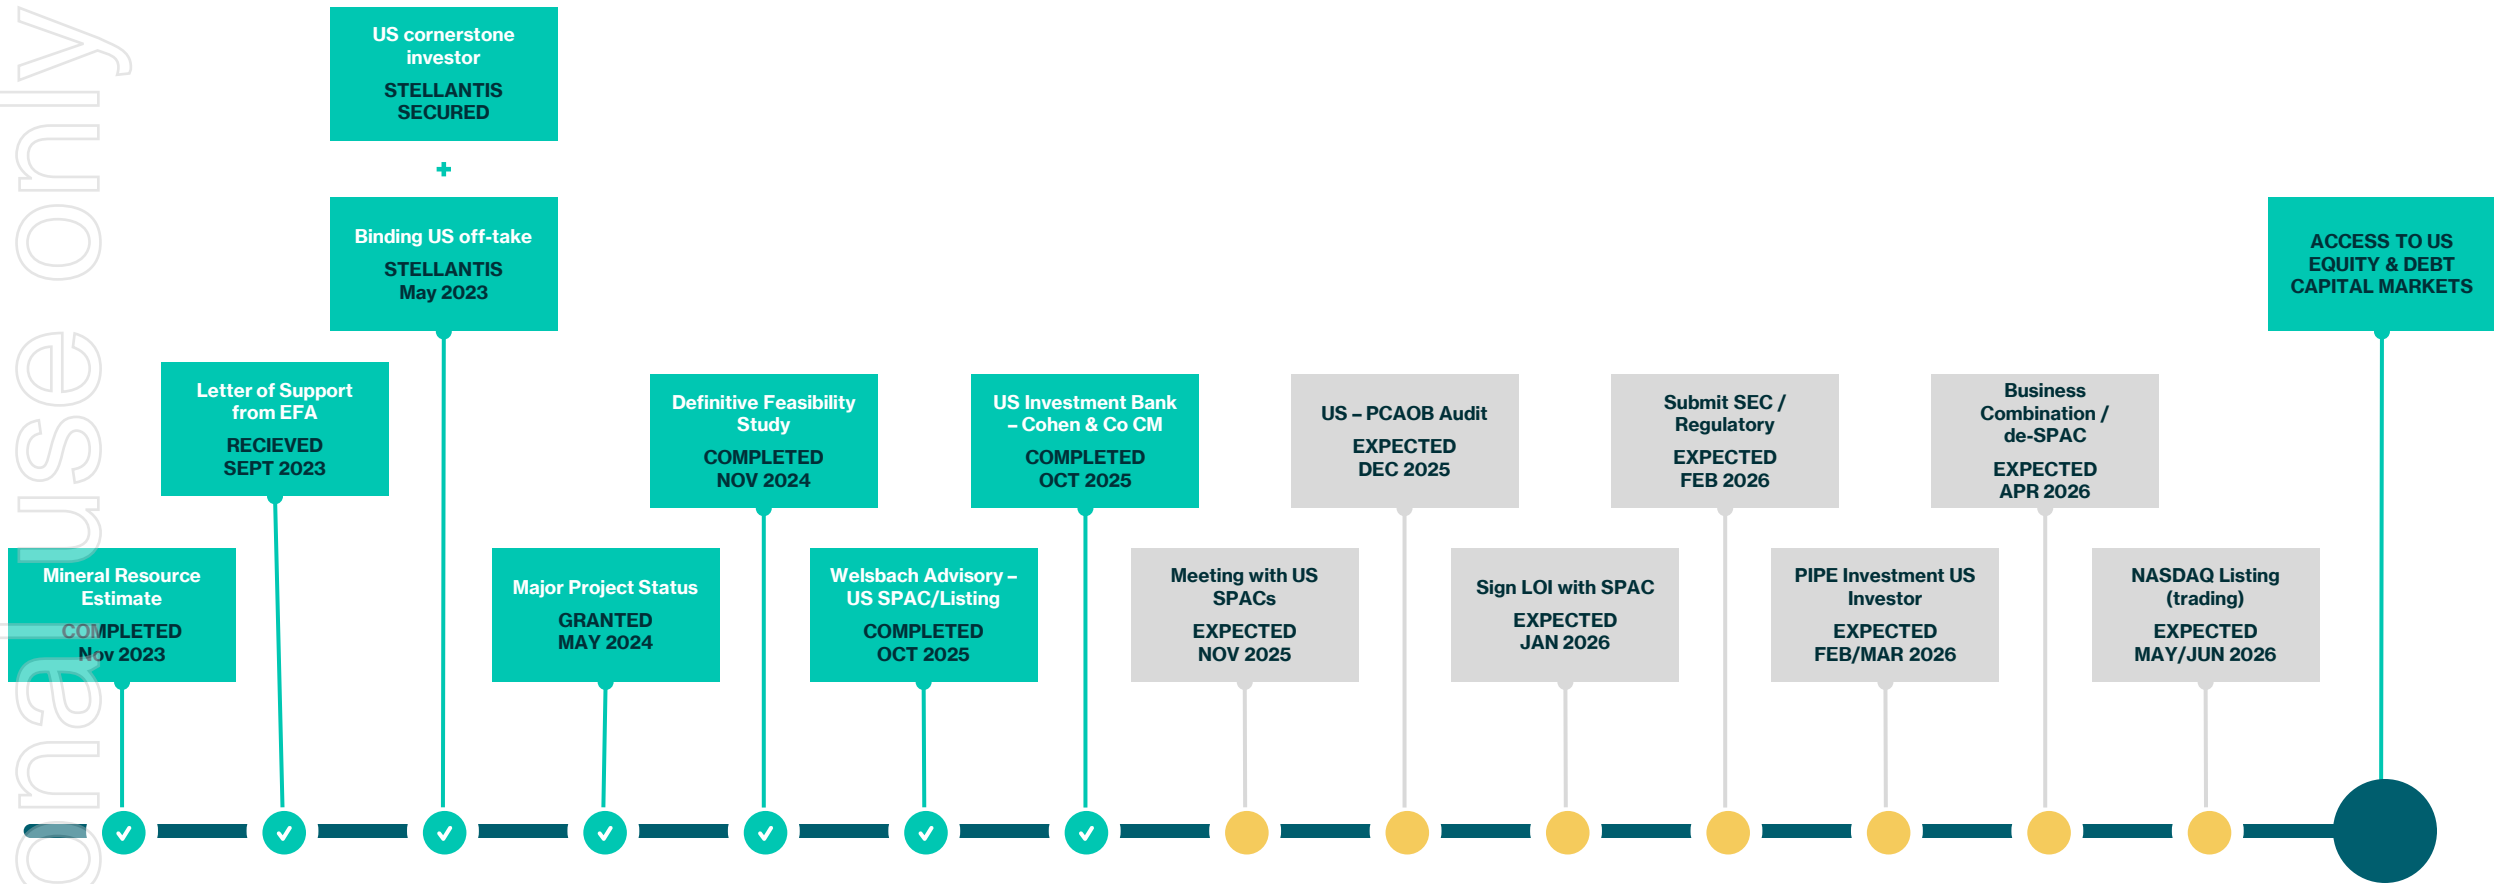 US cornerstone
investor
STELLANTIS
SECURED
+
Binding US off-take
STELLANTIS
May 2023
ACCESS TO US
EQUITY & DEBT
CAPITAL MARKETS
Letter of Support
from EFA
RECIEVED
SEPT 2023
Definitive Feasibility
Study
COMPLETED
NOV 2024
US Investment Bank
– Cohen & Co CM
COMPLETED
OCT 2025
US – PCAOB Audit
EXPECTED
DEC 2025
Submit SEC /
Regulatory
EXPECTED
FEB 2026
Business
Combination /
de-SPAC
EXPECTED
APR 2026
Mineral Resource
Estimate
COMPLETED
Nov 2023
Major Project Status
GRANTED
MAY 2024
Welsbach Advisory –
US SPAC/Listing
COMPLETED
OCT 2025
Meeting with US
SPACs
EXPECTED
NOV 2025
Sign LOI with SPAC
EXPECTED
JAN 2026
PIPE Investment US
Investor
EXPECTED
FEB/MAR 2026
NASDAQ Listing
(trading)
EXPECTED
MAY/JUN 2026
onal use only